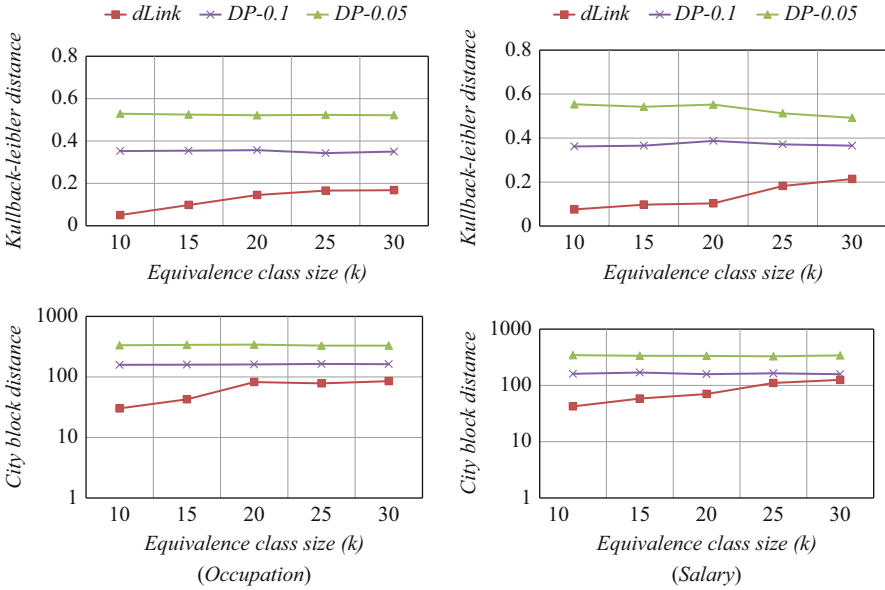 dLink DP-0.1 DP-0.05
Kullback-leibler distance
0.8
0.6
0.4
0.2
0
10 15 20 25 30
Equivalence class size (k)
dLink DP-0.1 DP-0.05
Kullback-leibler distance
0.8
0.6
0.4
0.2
0
10 15 20 25 30
Equivalence class size (k)
City block distance
1000
100
10
1
10 15 20 25 30
Equivalence class size (k)
(Occupation)
City block distance
1000
100
10
1
10 15 20 25 30
Equivalence class size (k)
(Salary)